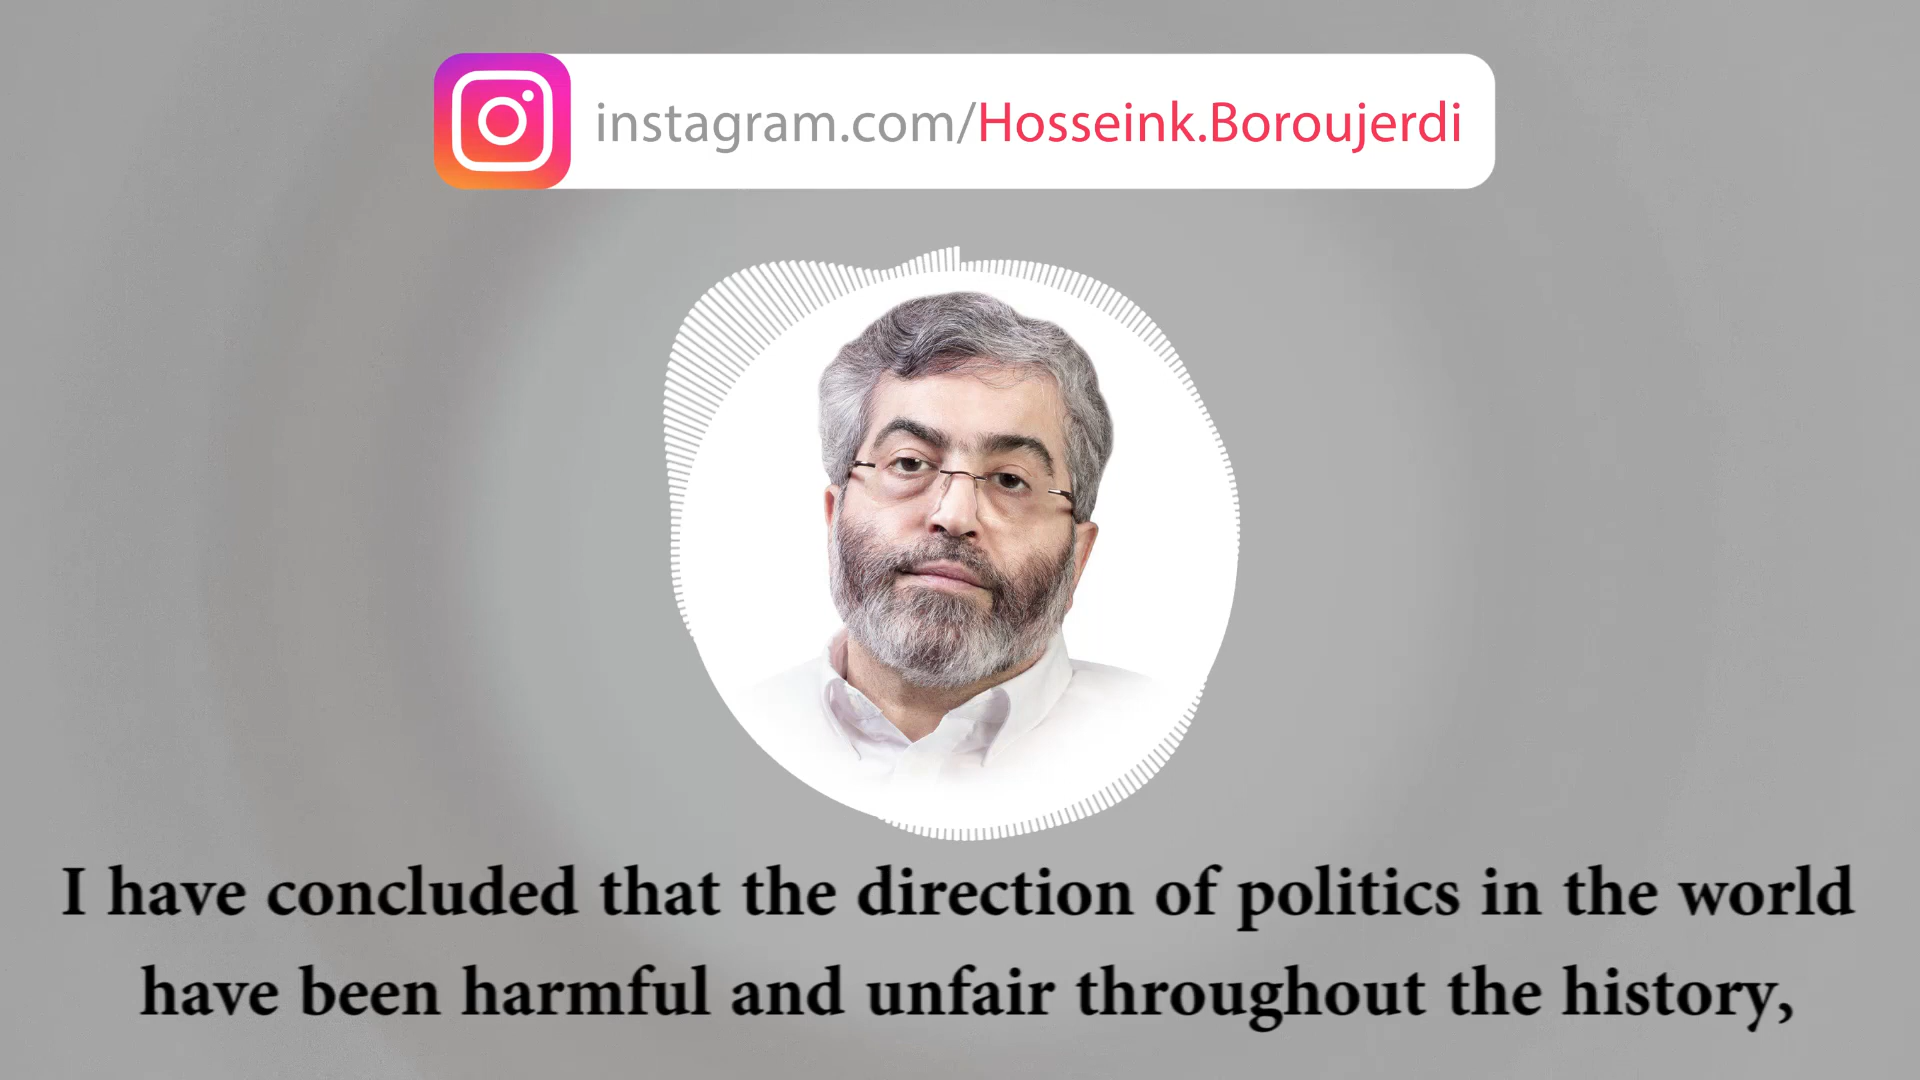 instagram.com/Hosseink.Boroujerdi
I have concluded that the direction of politics in the world
have been harmful and unfair throughout the history,